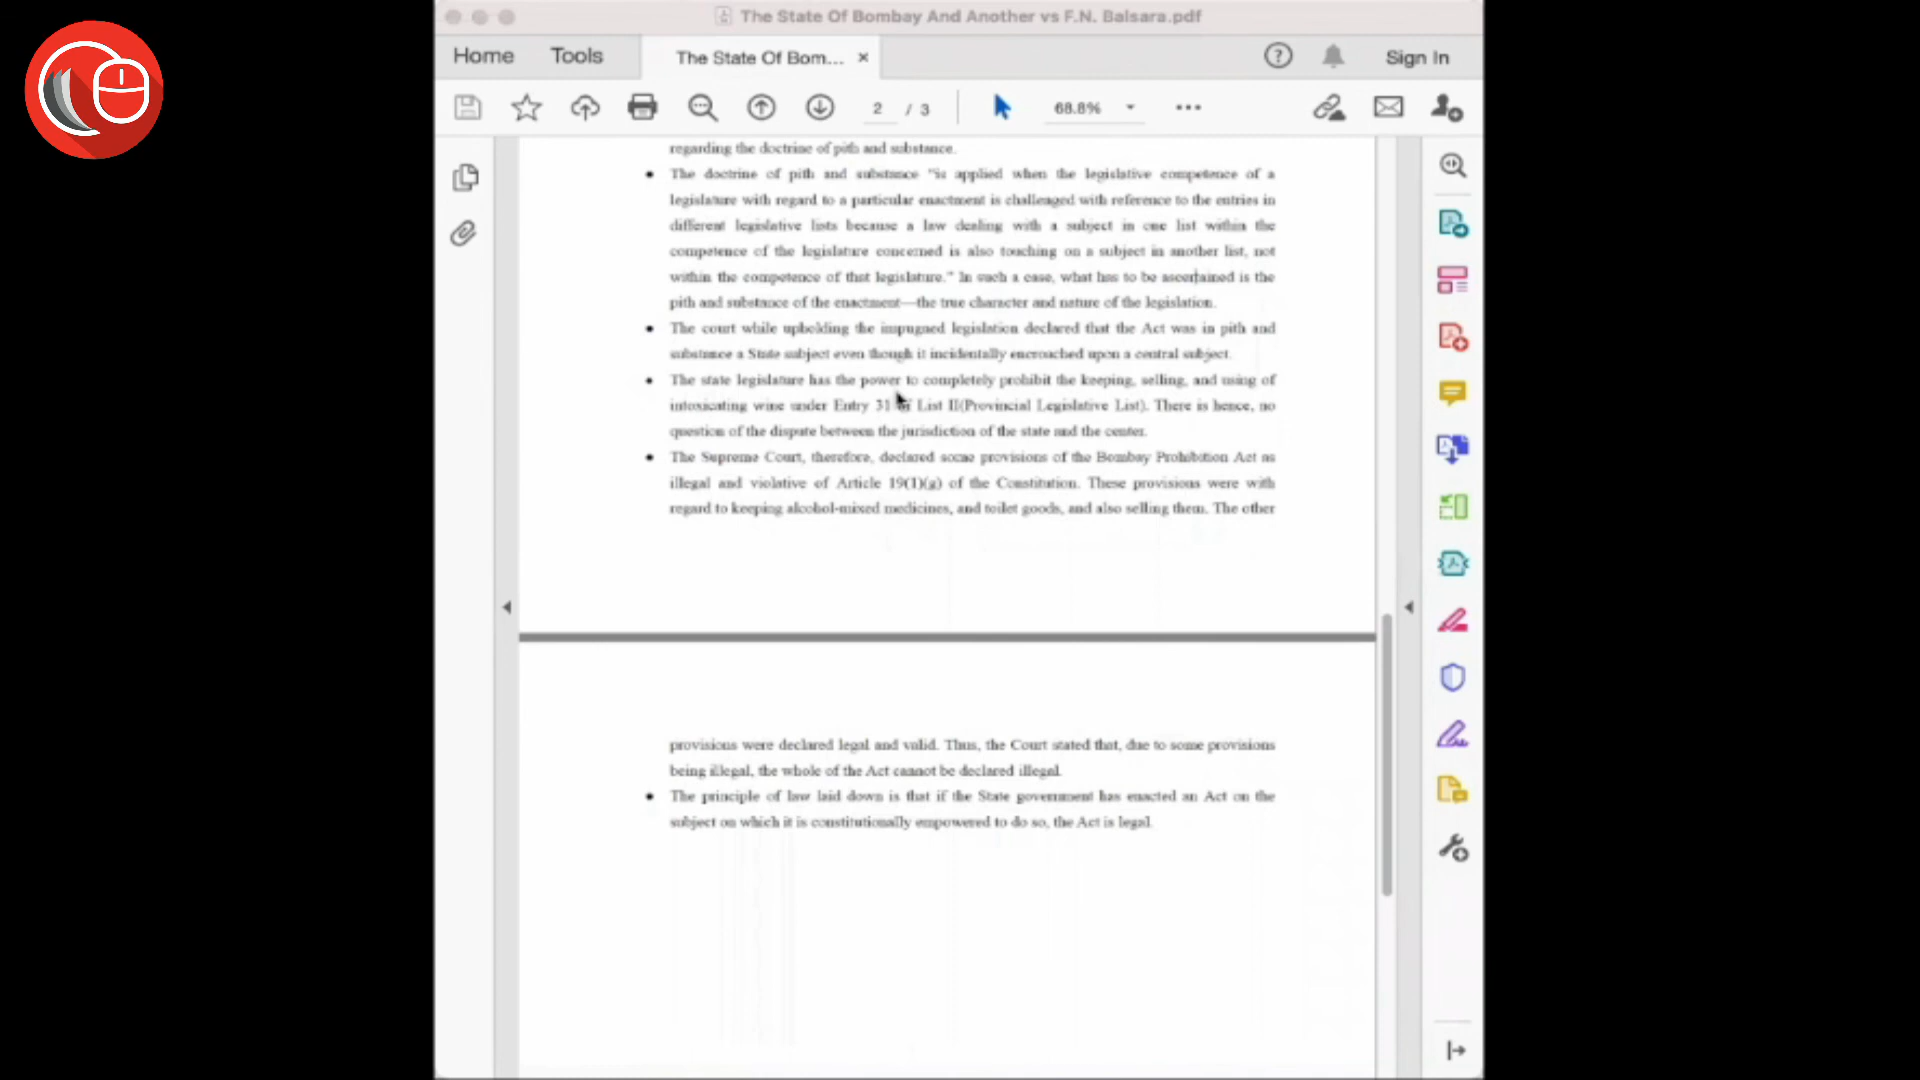 The State Of Bombay And Another vs F.N. Balsara.pdf
Home Tools The State Of Bom... × Sign In
2 / 3 68.8%
regarding the doctrine of pith and substance.
• The doctrine of pith and substance "is applied when the legislative competence of a
legislature with regard to a particular enactment is challenged with reference to the entries in
different legislative lists because a law dealing with a subject in one list within the
competence of the legislature concerned is also touching on a subject in another list, not
within the competence of that legislature." In such a case, what has to be ascertained is the
pith and substance of the enactment—the true character and nature of the legislation.
• The court while upholding the impugned legislation declared that the Act was in pith and
substance a State subject even though it incidentally encroached upon a central subject.
• The state legislature has the power to completely prohibit the keeping, selling, and using of
intoxicating wine under Entry 31 of List II(Provincial Legislative List). There is hence, no
question of the dispute between the jurisdiction of the state and the center.
• The Supreme Court, therefore, declared some provisions of the Bombay Prohibition Act as
illegal and violative of Article 19(1)(g) of the Constitution. These provisions were with
regard to keeping alcohol-mixed medicines, and toilet goods, and also selling them. The other
provisions were declared legal and valid. Thus, the Court stated that, due to some provisions
being illegal, the whole of the Act cannot be declared illegal.
• The principle of law laid down is that if the State government has enacted an Act on the
subject on which it is constitutionally empowered to do so, the Act is legal.